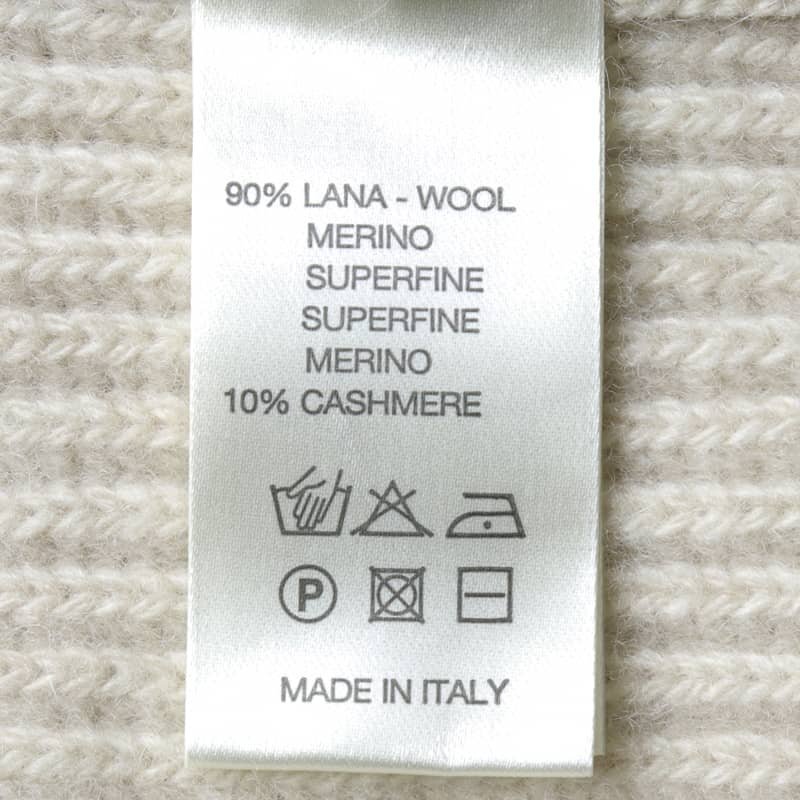 90% LANA - WOOL
MERINO
SUPERFINE
SUPERFINE
MERINO
10% CASHMERE
P
MADE IN ITALY